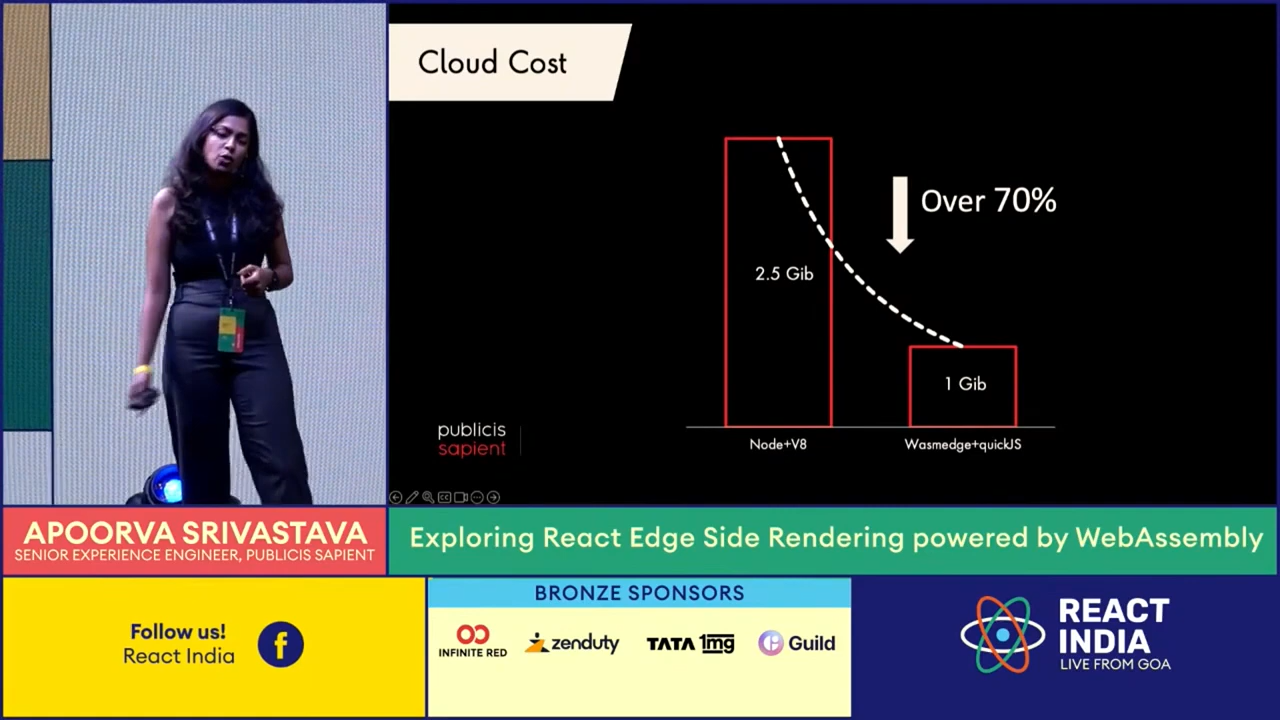 Cloud Cost
Over 70%
2.5 Gib
1 Gib
Node+V8
Wasmedge+quickJS
publicis
sapient
APOORVA SRIVASTAVA
SENIOR EXPERIENCE ENGINEER, PUBLICIS SAPIENT
Exploring React Edge Side Rendering powered by WebAssembly
Follow us!
React India
BRONZE SPONSORS
INFINITE RED
zenduty
TATA 1mg
Guild
REACT
INDIA
LIVE FROM GOA